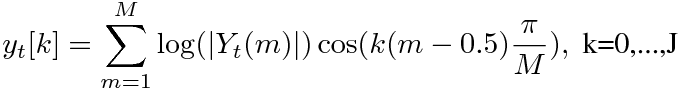 y_t[k] = \sum_{m=1}^{M} \log(|Y_t(m)|) \cos(k(m - 0.5)\frac{\pi}{M}), k=0,...,J